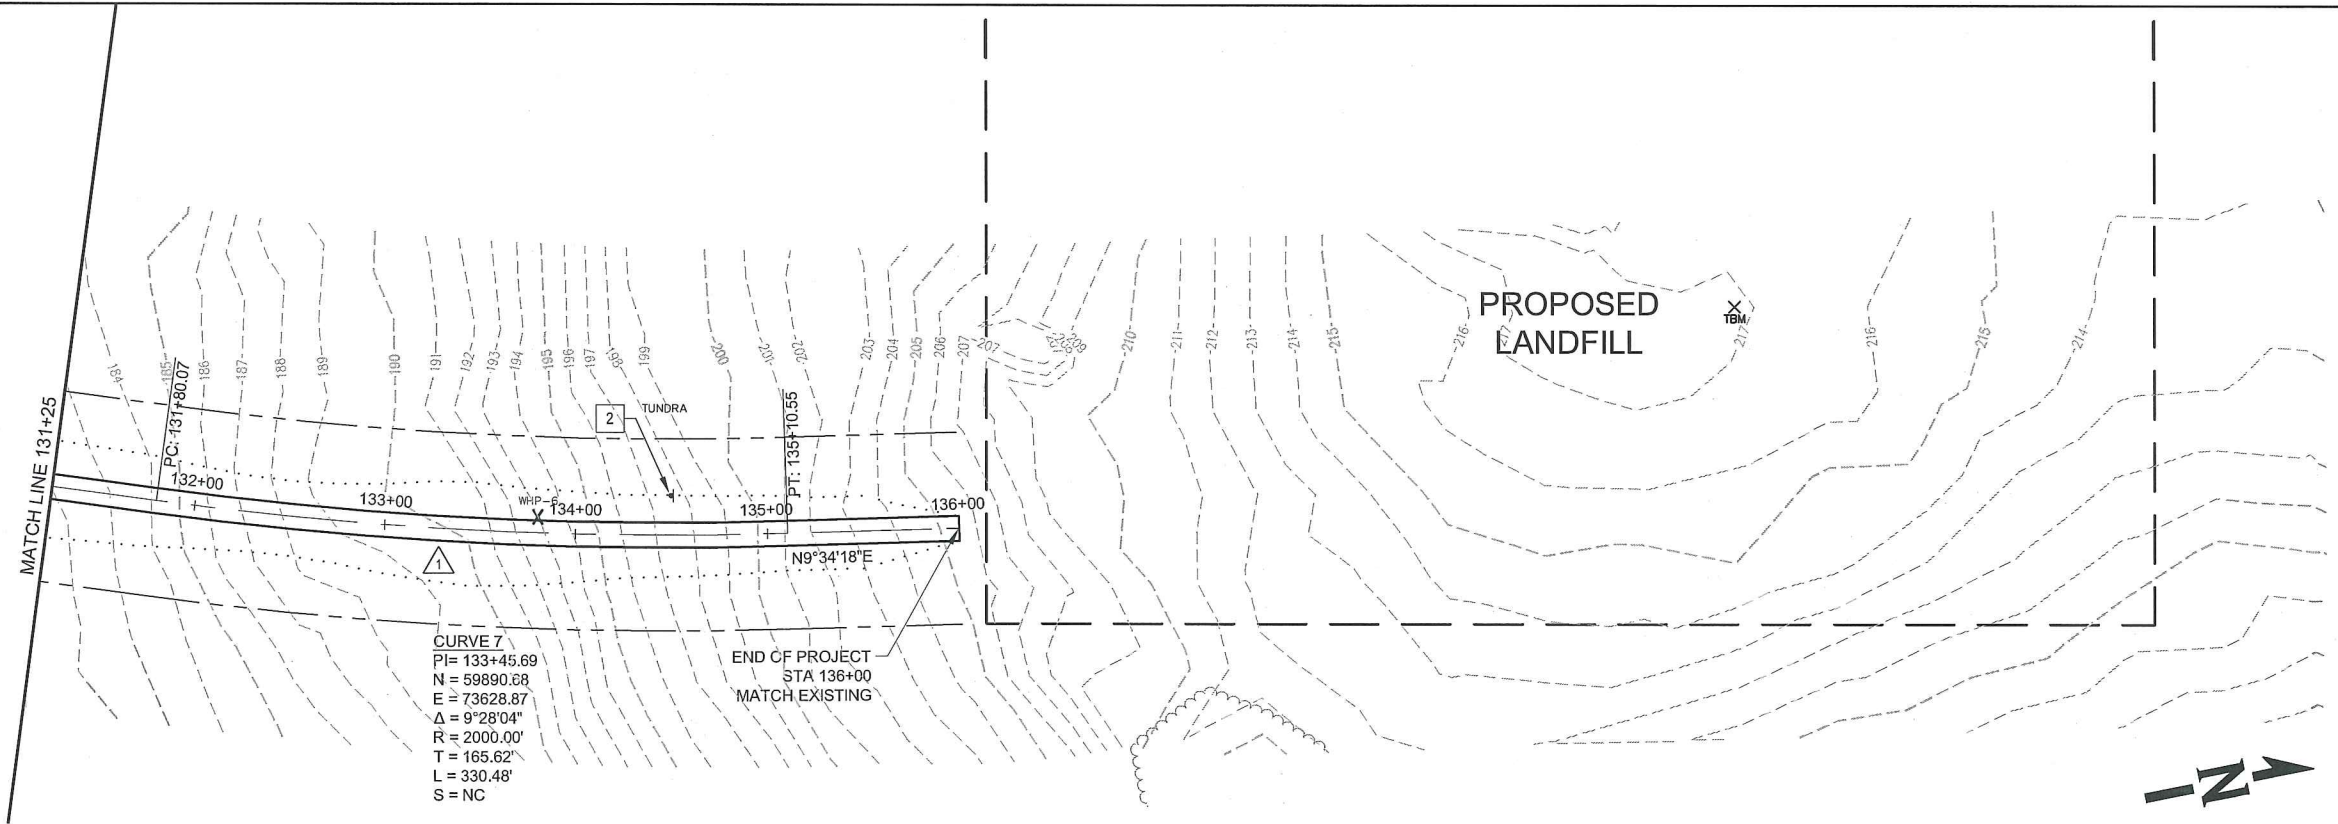 MATCH LINE 131+25
PC: 131+80.07
132+00
133+00
134+00
135+00
136+00
WHP-6
2
TUNDRA
PT: 135+10.55
N9°34'18"E
1
CURVE 7
PI= 133+45.69
N = 59890.68
E = 73628.87
Δ = 9°28'04"
R = 2000.00'
T = 165.62'
L = 330.48'
S = NC
END OF PROJECT
STA 136+00
MATCH EXISTING
184
185
186
187
188
189
190
191
192
193
194
195
196
197
198
199
200
201
202
203
204
205
206
207
207
209
210
211
212
213
214
215
216
217
PROPOSED
LANDFILL
TBM
217
216
215
214
N